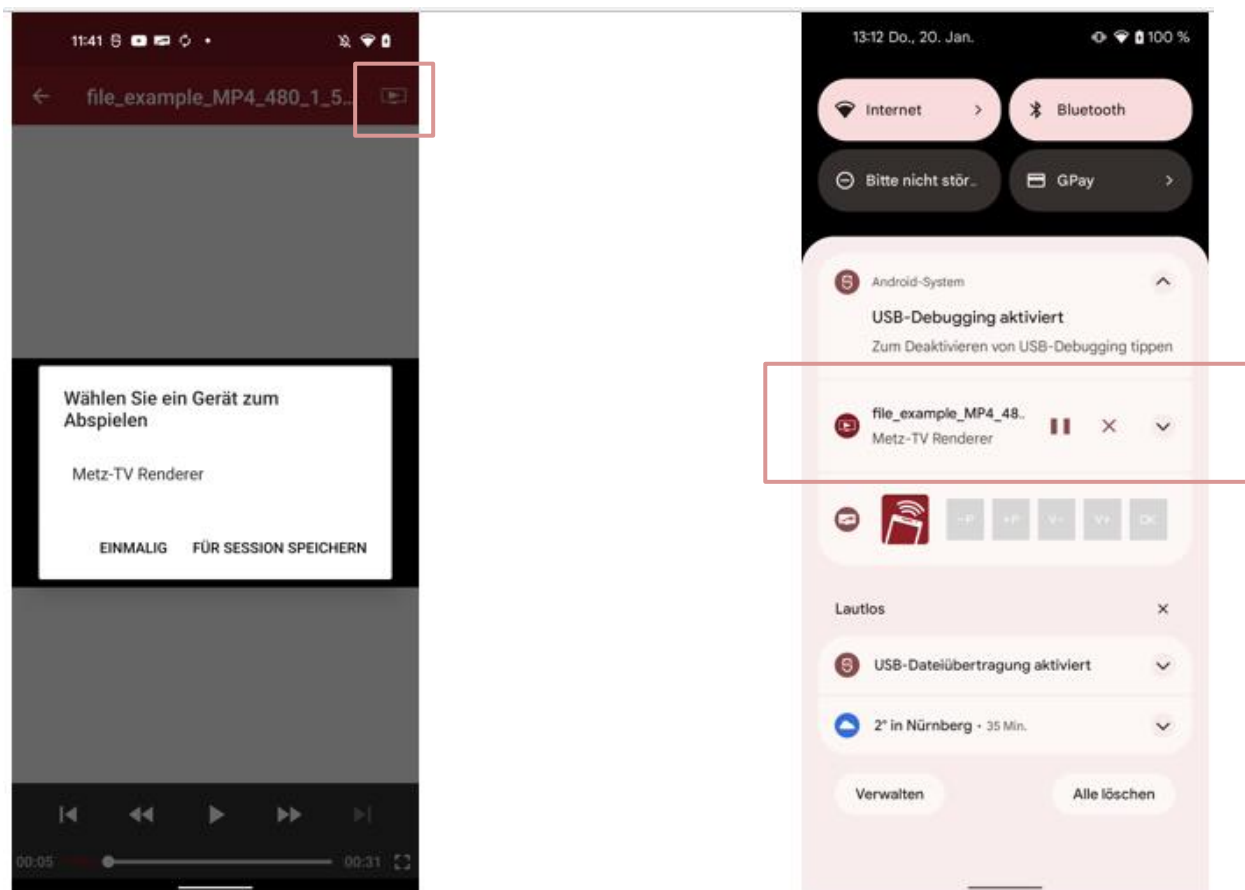 11:41
file_example_MP4_480_1_5...
Wählen Sie ein Gerät zum
Abspielen
Metz-TV Renderer
EINMALIG FÜR SESSION SPEICHERN
00:05 00:31
13:12 Do., 20. Jan. 100 %
Internet Bluetooth
Bitte nicht stör.. GPay
Android-System
USB-Debugging aktiviert
Zum Deaktivieren von USB-Debugging tippen
file_example_MP4_48..
Metz-TV Renderer
-P +P V- V+ OK
Lautlos
USB-Dateiübertragung aktiviert
2° in Nürnberg • 35 Min.
Verwalten Alle löschen